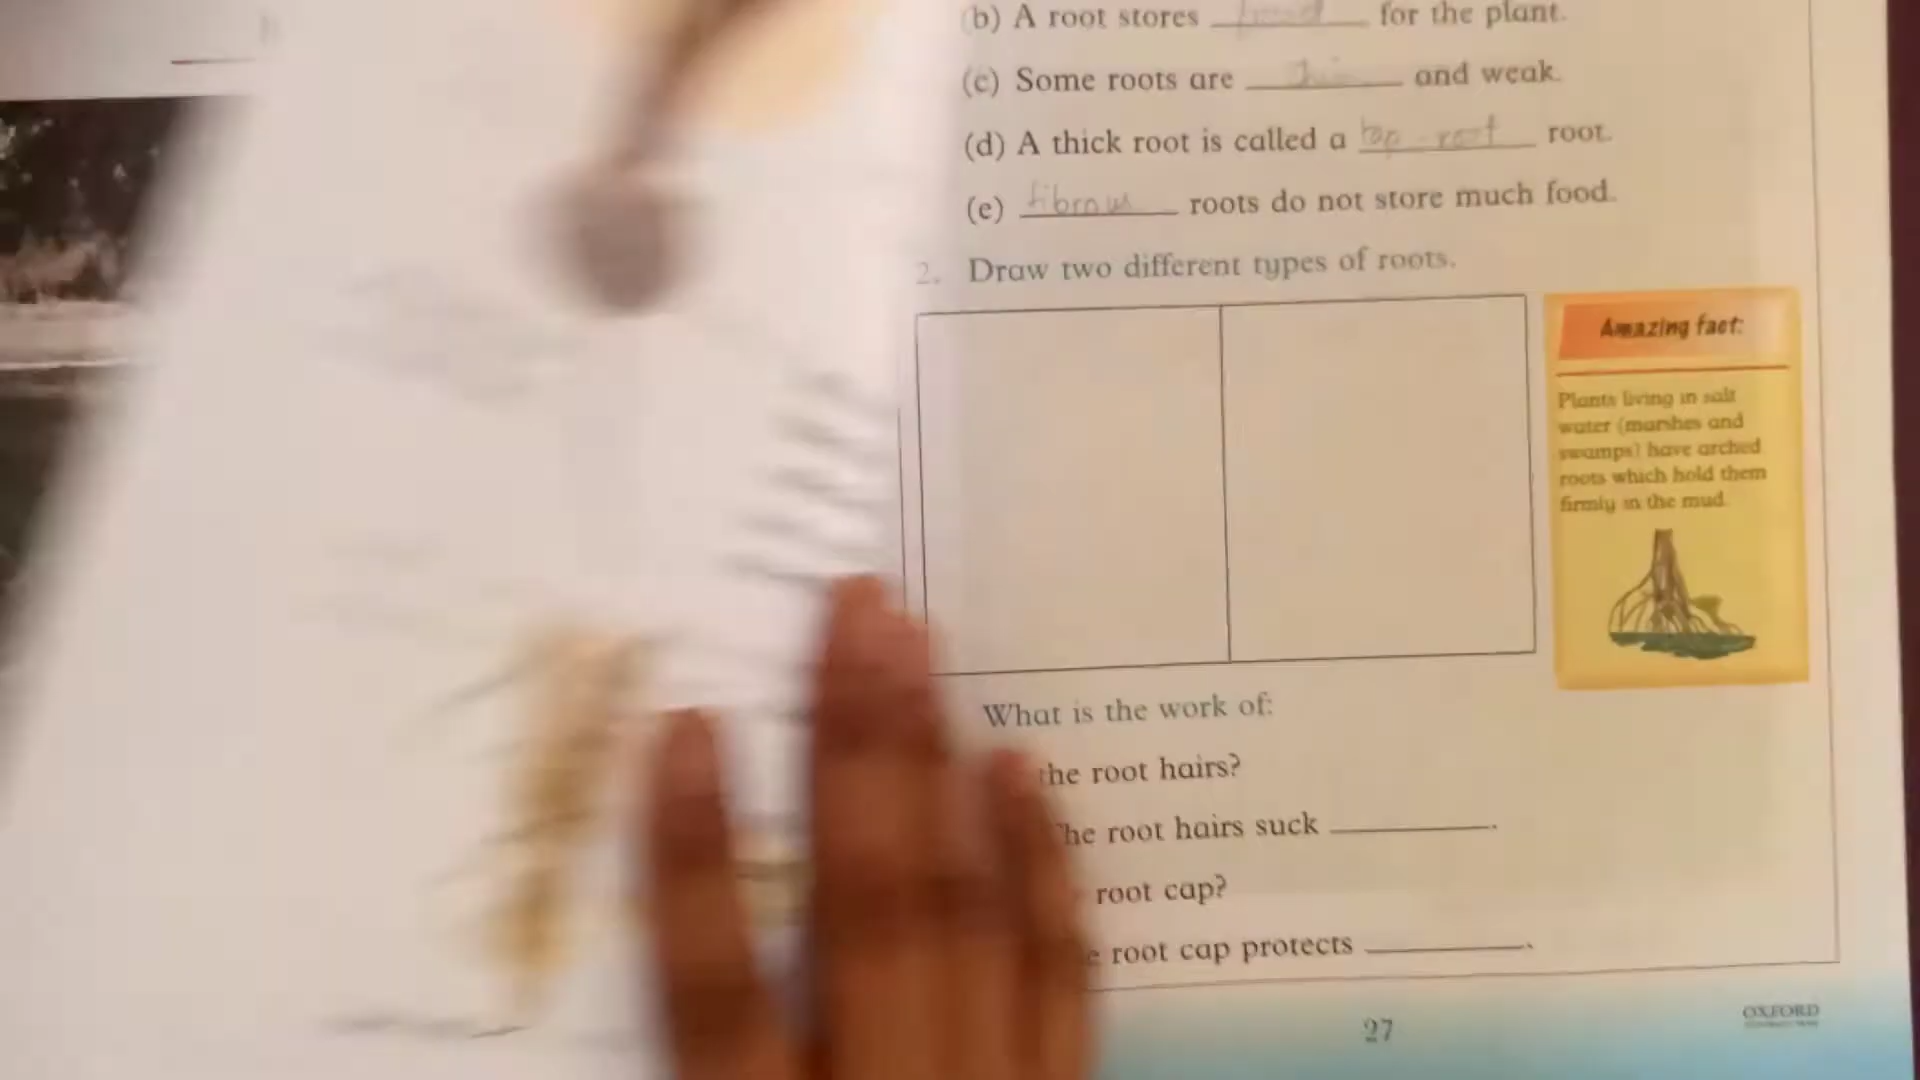 (b) A root stores food for the plant.
(c) Some roots are thin and weak.
(d) A thick root is called a tap root root.
(e) fibrous roots do not store much food.
2. Draw two different types of roots.
Amazing fact:
Plants living in salt
water (marshes and
swamps) have arched
roots which hold them
firmly in the mud.
What is the work of:
the root hairs?
he root hairs suck ________.
root cap?
e root cap protects ________.
27
OXFORD